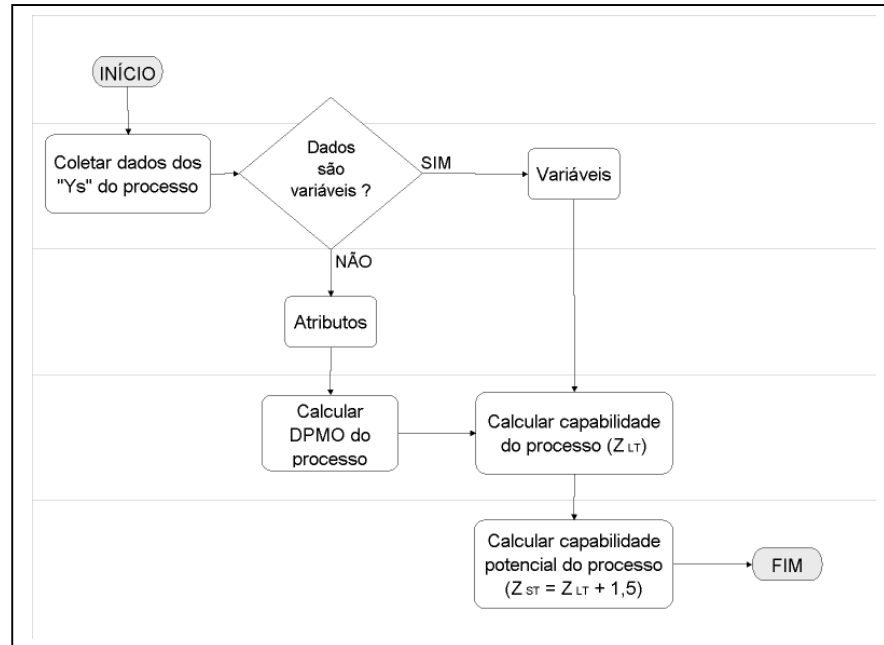 INÍCIO
Coletar dados dos
"Ys" do processo
Dados
são
variáveis ?
SIM
Variáveis
NÃO
Atributos
Calcular
DPMO do
processo
Calcular capabilidade
do processo (Z LT)
Calcular capabilidade
potencial do processo
(Z ST = Z LT + 1,5)
FIM